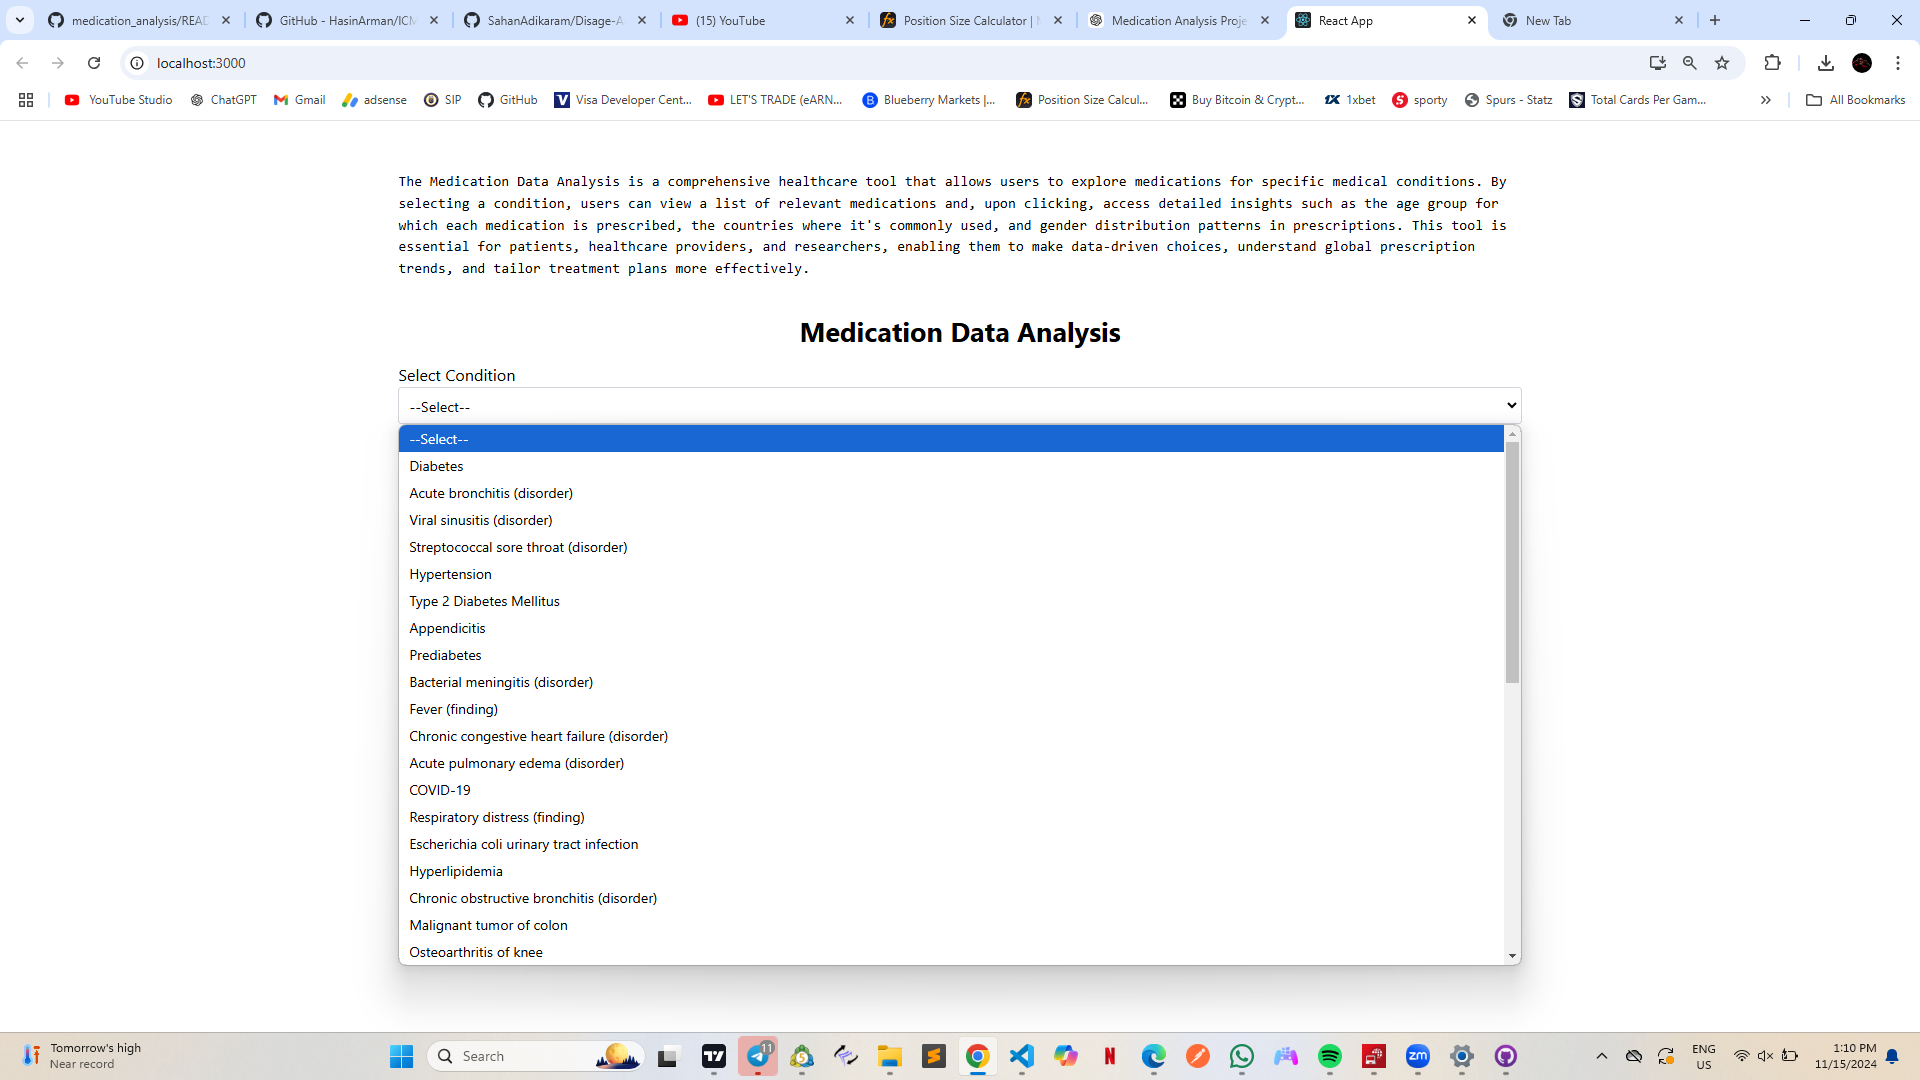 medication_analysis/READ
GitHub - HasinArman/ICM
SahanAdikaram/Disage-A
(15) YouTube
Position Size Calculator | M
Medication Analysis Proje
React App
New Tab
localhost:3000
YouTube Studio
ChatGPT
Gmail
adsense
SIP
GitHub
Visa Developer Cent...
LET'S TRADE (eARN...
Blueberry Markets |...
Position Size Calcul...
Buy Bitcoin & Crypt...
1xbet
sporty
Spurs - Statz
Total Cards Per Gam...
All Bookmarks
The Medication Data Analysis is a comprehensive healthcare tool that allows users to explore medications for specific medical conditions. By
selecting a condition, users can view a list of relevant medications and, upon clicking, access detailed insights such as the age group for
which each medication is prescribed, the countries where it's commonly used, and gender distribution patterns in prescriptions. This tool is
essential for patients, healthcare providers, and researchers, enabling them to make data-driven choices, understand global prescription
trends, and tailor treatment plans more effectively.
Medication Data Analysis
Select Condition
--Select--
--Select--
Diabetes
Acute bronchitis (disorder)
Viral sinusitis (disorder)
Streptococcal sore throat (disorder)
Hypertension
Type 2 Diabetes Mellitus
Appendicitis
Prediabetes
Bacterial meningitis (disorder)
Fever (finding)
Chronic congestive heart failure (disorder)
Acute pulmonary edema (disorder)
COVID-19
Respiratory distress (finding)
Escherichia coli urinary tract infection
Hyperlipidemia
Chronic obstructive bronchitis (disorder)
Malignant tumor of colon
Osteoarthritis of knee
Tomorrow's high
Near record
Search
11
zm
ENG
US
1:10 PM
11/15/2024